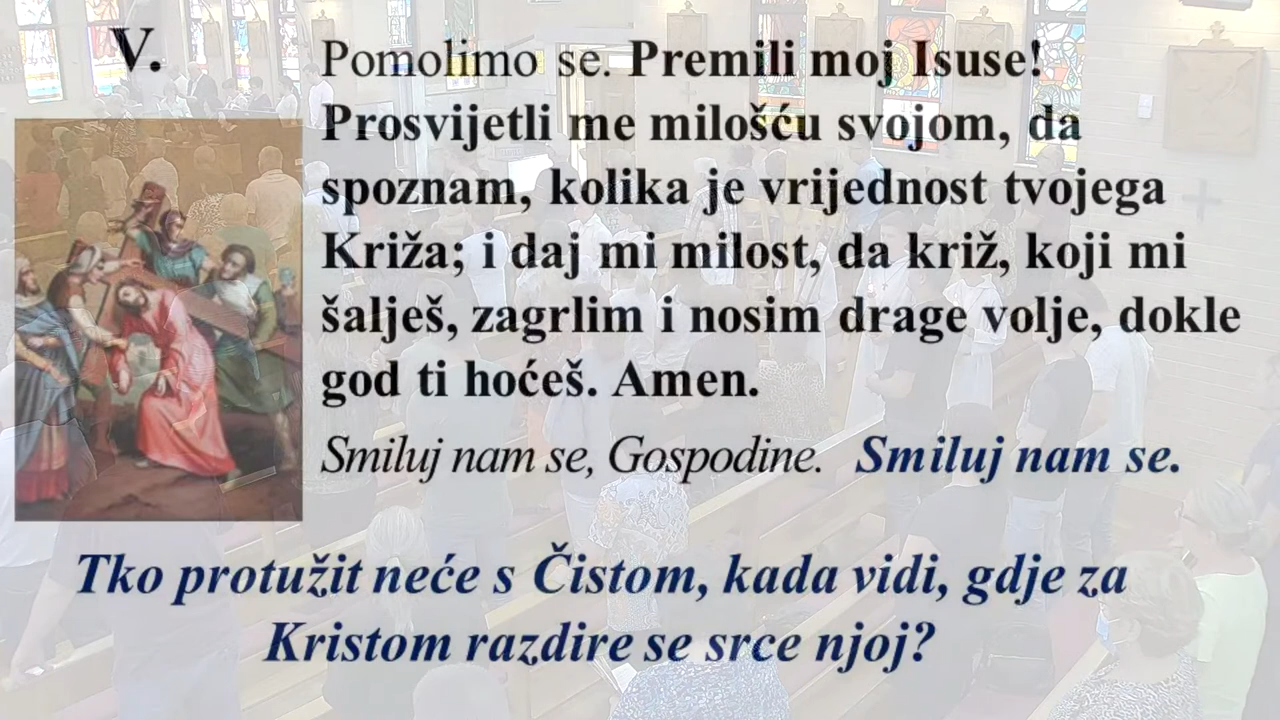 V.
Pomolimo se. Premili moj Isuse!
Prosvijetli me milošću svojom, da
spoznam, kolika je vrijednost tvojega
Križa; i daj mi milost, da križ, koji mi
šalješ, zagrlim i nosim drage volje, dokle
god ti hoćeš. Amen.
Smiluj nam se, Gospodine. Smiluj nam se.
Tko protužit neće s Čistom, kada vidi, gdje za
Kristom razdire se srce njoj?